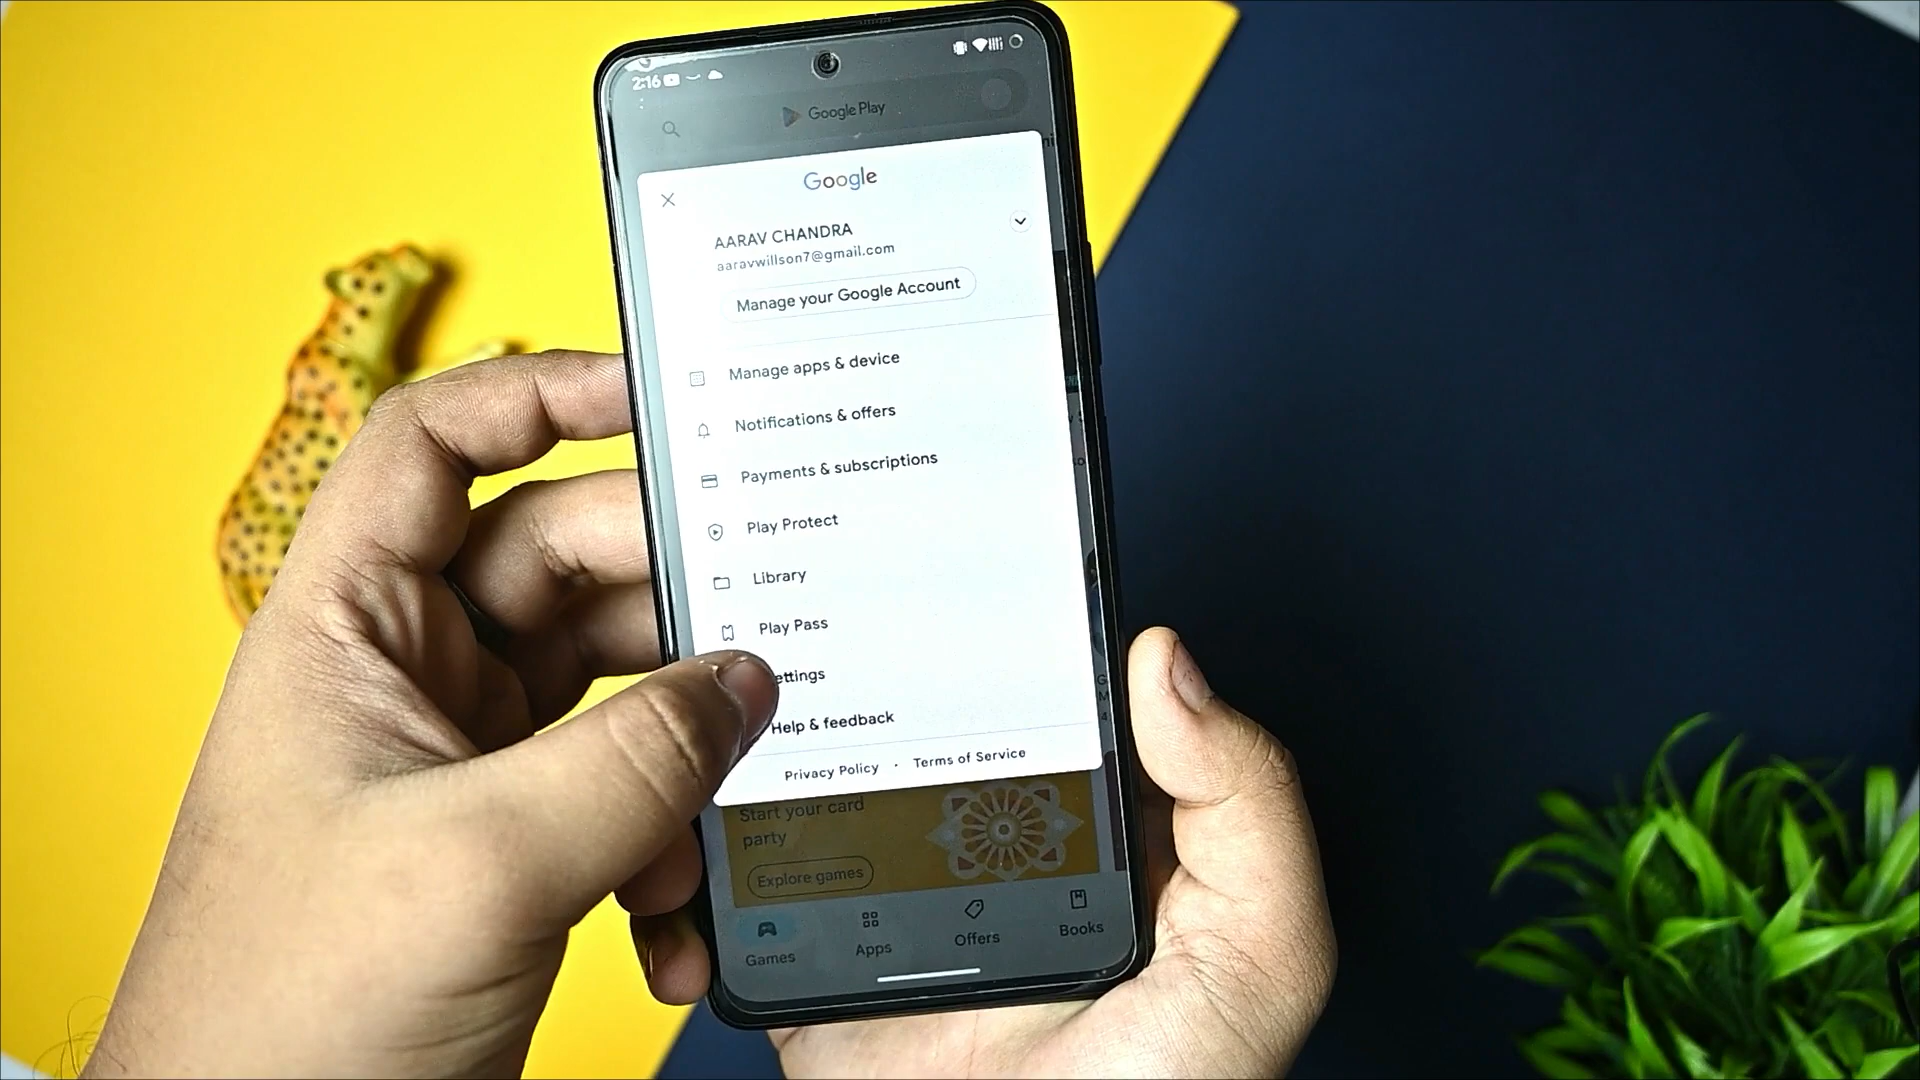 2:16
Google Play
Google
AARAV CHANDRA
aaravwillson7@gmail.com
Manage your Google Account
Manage apps & device
Notifications & offers
Payments & subscriptions
Play Protect
Library
Play Pass
ettings
Help & feedback
Privacy Policy · Terms of Service
Start your card
party
Explore games
Games
Apps
Offers
Books